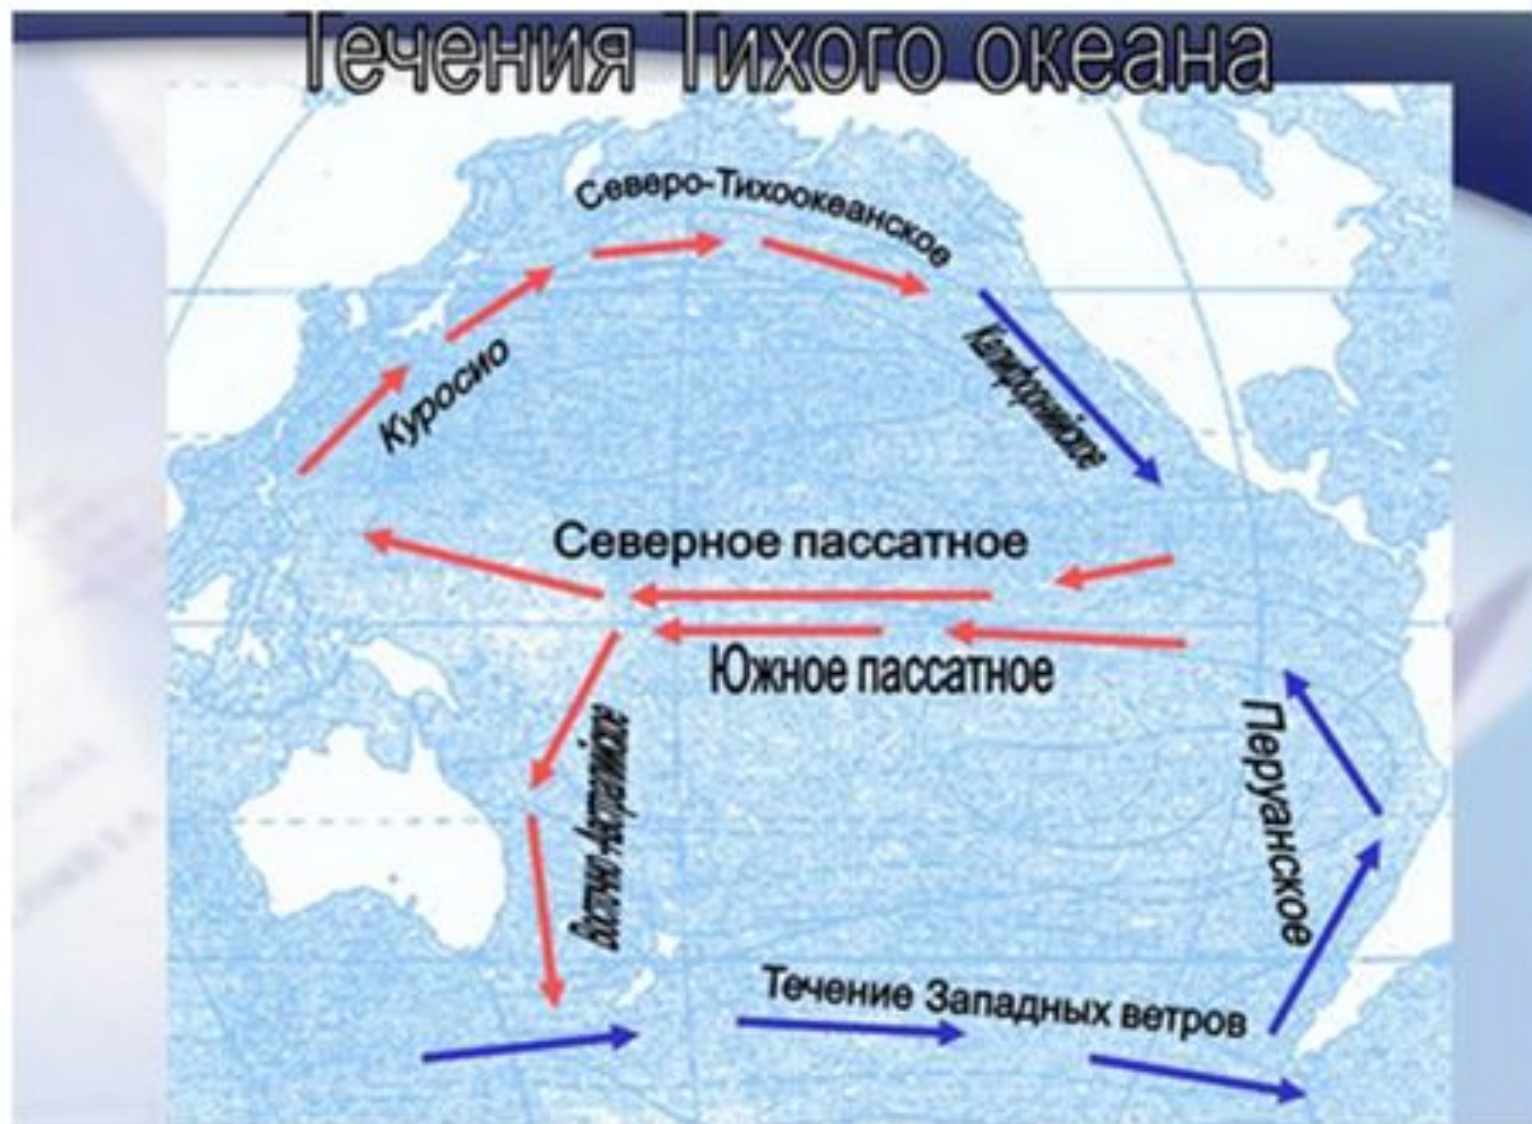 Течения Тихого океана
Северо-Тихоокеанское
Куросио
Калифорнийское
Северное пассатное
Южное пассатное
Восточно Австралийское
Перуанское
Течение Западных ветров